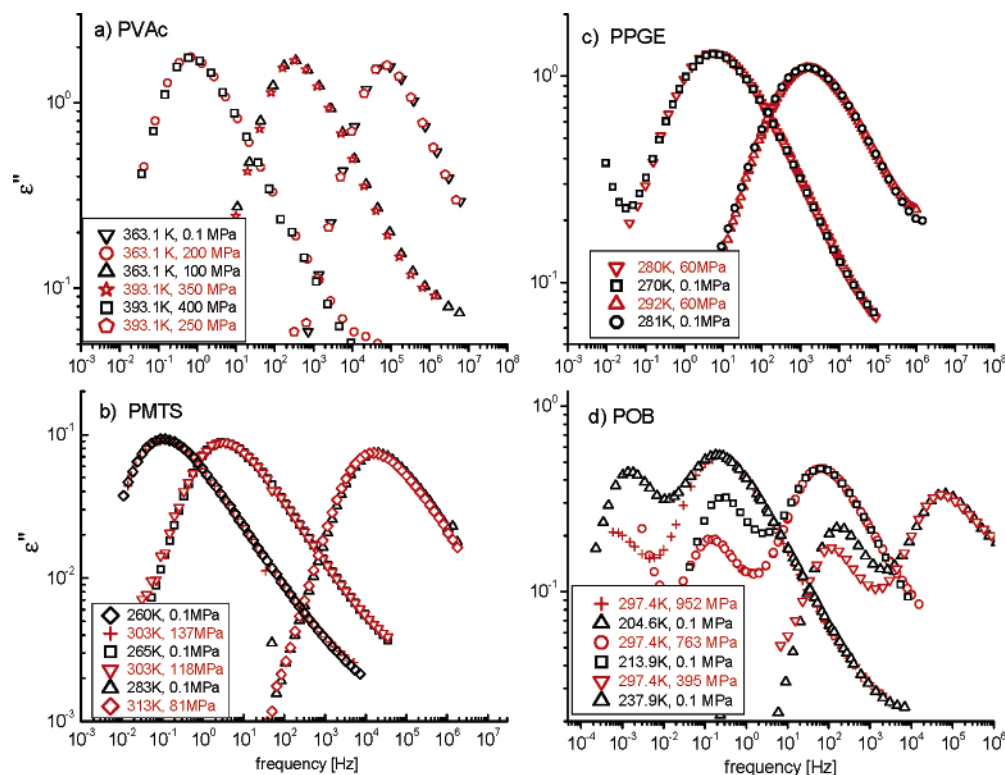 a) PVAc
ε"
10⁰
10⁻¹
363.1 K, 0.1 MPa
363.1 K, 200 MPa
363.1 K, 100 MPa
393.1K, 350 MPa
393.1K, 400 MPa
393.1K, 250 MPa
10⁻³ 10⁻² 10⁻¹ 10⁰ 10¹ 10² 10³ 10⁴ 10⁵ 10⁶ 10⁷ 10⁸
c) PPGE
10⁰
10⁻¹
280K, 60MPa
270K, 0.1MPa
292K, 60MPa
281K, 0.1MPa
10⁻³ 10⁻² 10⁻¹ 10⁰ 10¹ 10² 10³ 10⁴ 10⁵ 10⁶ 10⁷ 10⁸
b) PMTS
ε"
10⁻¹
10⁻²
10⁻³
260K, 0.1MPa
303K, 137MPa
265K, 0.1MPa
303K, 118MPa
283K, 0.1MPa
313K, 81MPa
10⁻³ 10⁻² 10⁻¹ 10⁰ 10¹ 10² 10³ 10⁴ 10⁵ 10⁶ 10⁷
frequency [Hz]
d) POB
10⁰
10⁻¹
297.4K, 952 MPa
204.6K, 0.1 MPa
297.4K, 763 MPa
213.9K, 0.1 MPa
297.4K, 395 MPa
237.9K, 0.1 MPa
10⁻⁴ 10⁻³ 10⁻² 10⁻¹ 10⁰ 10¹ 10² 10³ 10⁴ 10⁵ 10⁶
frequency [Hz]